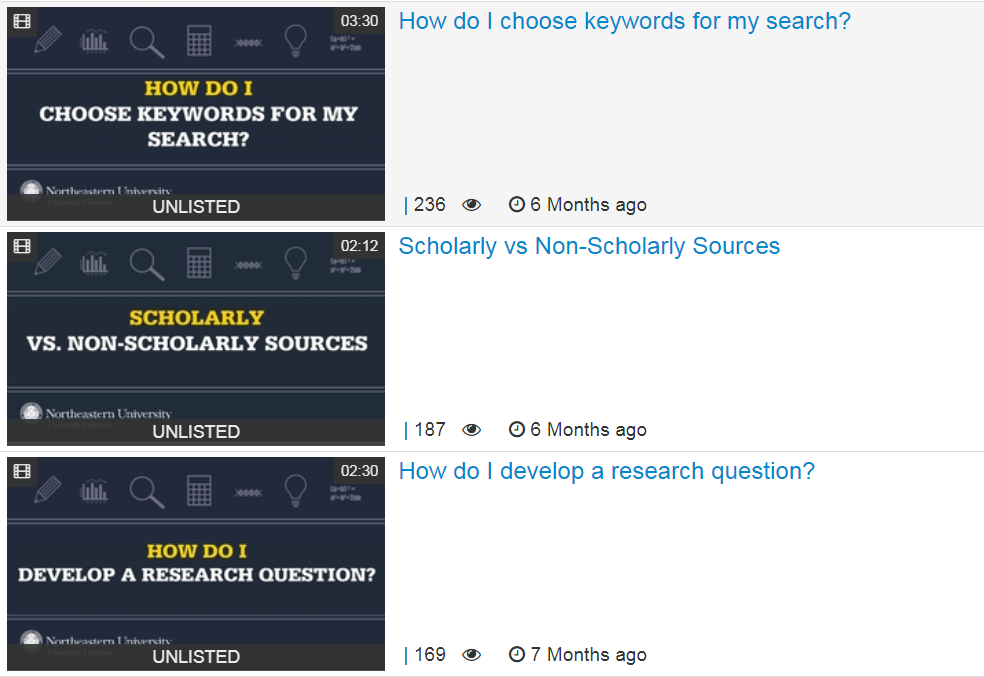 03:30
HOW DO I
CHOOSE KEYWORDS FOR MY
SEARCH?
Northeastern University
UNLISTED
How do I choose keywords for my search?
| 236
6 Months ago
02:12
SCHOLARLY
VS. NON-SCHOLARLY SOURCES
Northeastern University
UNLISTED
Scholarly vs Non-Scholarly Sources
| 187
6 Months ago
02:30
HOW DO I
DEVELOP A RESEARCH QUESTION?
Northeastern University
UNLISTED
How do I develop a research question?
| 169
7 Months ago